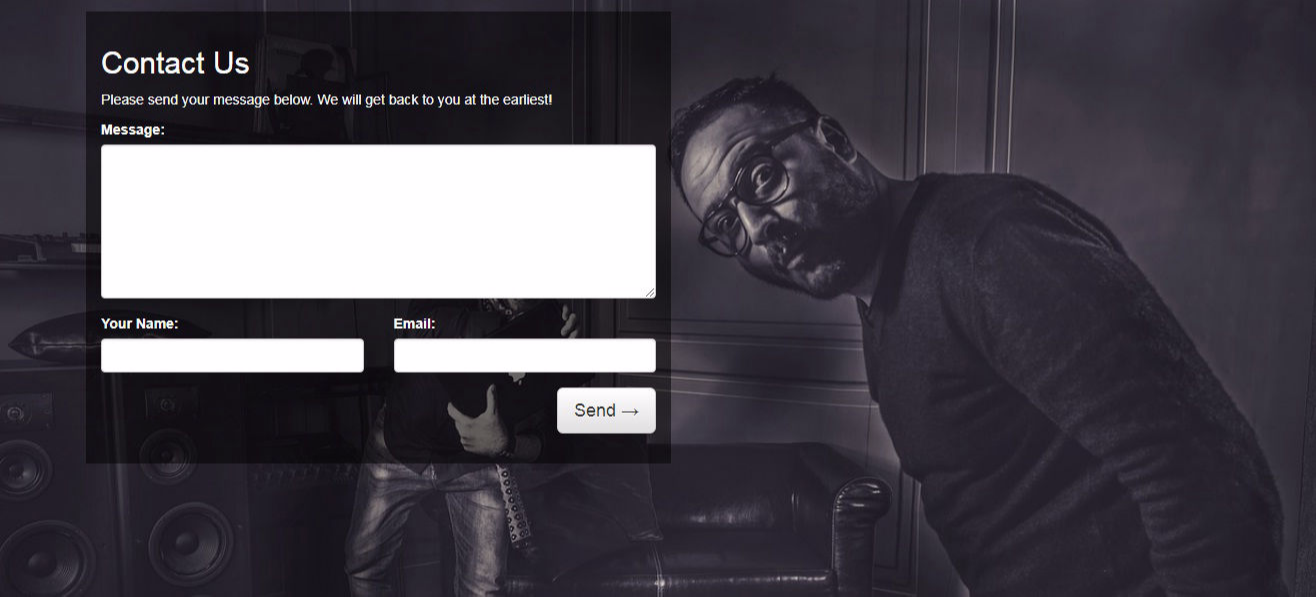 Contact Us
Please send your message below. We will get back to you at the earliest!
Message:
Your Name: Email:
Send →